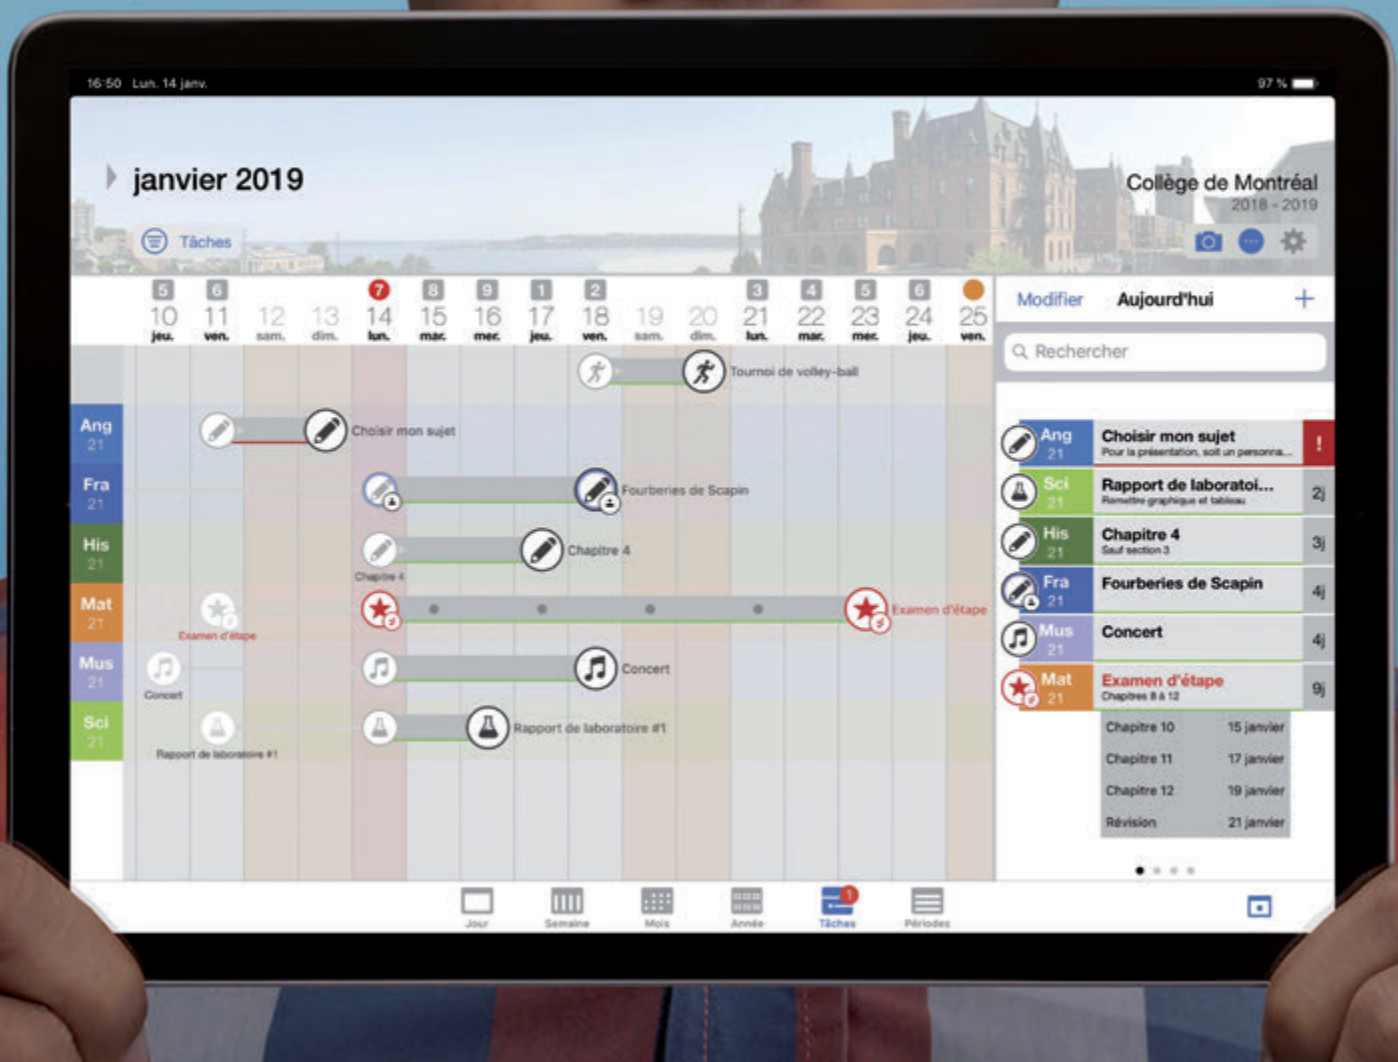 16:50 Lun. 14 janv.
97 %
janvier 2019
Collège de Montréal
2018 - 2019
Tâches
5 6 7 8 9 1 2 3 4 5 6
10 11 12 13 14 15 16 17 18 19 20 21 22 23 24 25
jeu. ven. sam. dim. lun. mar. mer. jeu. ven. sam. dim. lun. mar. mer. jeu. ven.
Tournoi de volley-ball
Ang
21
Choisir mon sujet
Fra
21
Fourberies de Scapin
His
21
Chapitre 4
Chapitre 4
Mat
21
Examen d'étape
Examen d'étape
Mus
21
Concert
Concert
Sci
21
Rapport de laboratoire #1
Rapport de laboratoire #1
Modifier Aujourd'hui +
Rechercher
Ang
21
Choisir mon sujet
Pour la présentation, soit un personna...
!
Sci
21
Rapport de laboratoi...
Remettre graphique et tableau
2j
His
21
Chapitre 4
Sauf section 3
3j
Fra
21
Fourberies de Scapin
4j
Mus
21
Concert
4j
Mat
21
Examen d'étape
Chapitres 8 à 12
9j
Chapitre 10 15 janvier
Chapitre 11 17 janvier
Chapitre 12 19 janvier
Révision 21 janvier
Jour Semaine Mois Année Tâches 1 Périodes